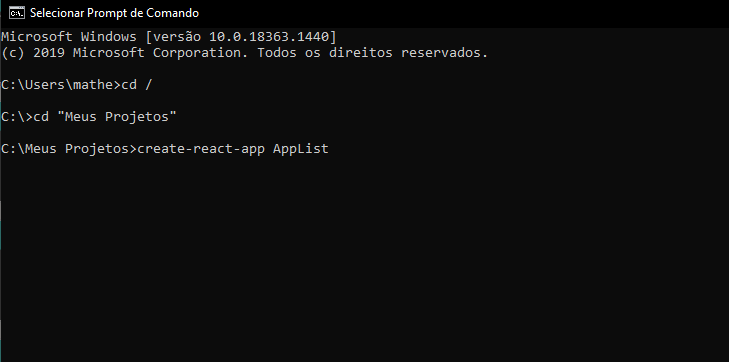 Selecionar Prompt de Comando
Microsoft Windows [versão 10.0.18363.1440]
(c) 2019 Microsoft Corporation. Todos os direitos reservados.
C:\Users\mathe>cd /
C:\>cd "Meus Projetos"
C:\Meus Projetos>create-react-app AppList